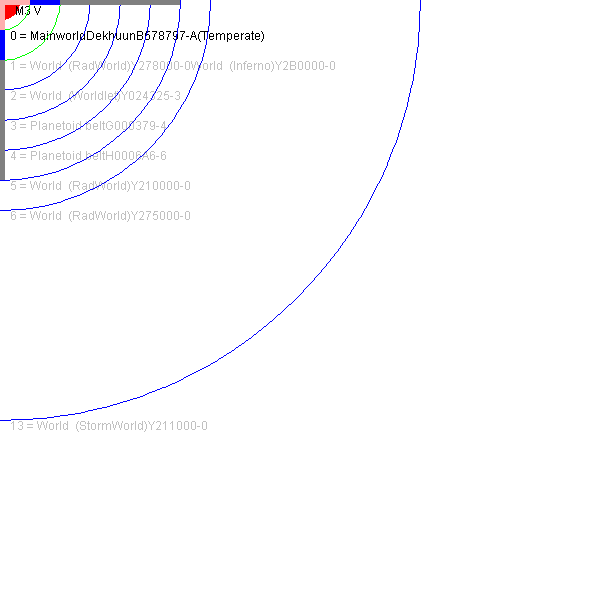 M3 V
0 = MainworldDekhuunB578797-A(Temperate)
1 = World (RadWorld)Y278000-0World (Inferno)Y2B0000-0
2 = World (Worldlet)Y024325-3
3 = Planetoid beltG000379-4
4 = Planetoid beltH0006A6-6
5 = World (RadWorld)Y210000-0
6 = World (RadWorld)Y275000-0
13 = World (StormWorld)Y211000-0